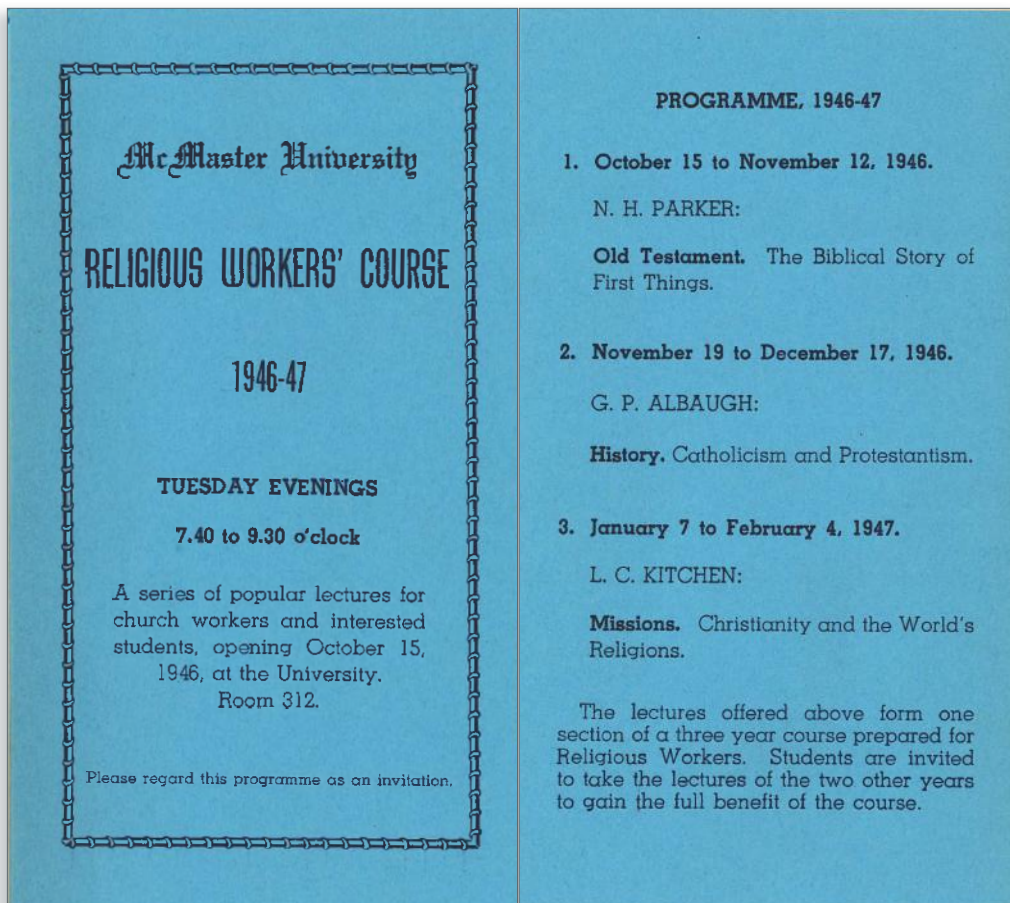 McMaster University
RELIGIOUS WORKERS' COURSE
1946-47
TUESDAY EVENINGS
7.40 to 9.30 o'clock
A series of popular lectures for
church workers and interested
students, opening October 15,
1946, at the University.
Room 312.
Please regard this programme as an invitation.
PROGRAMME, 1946-47
1. October 15 to November 12, 1946.
N. H. PARKER:
Old Testament. The Biblical Story of
First Things.
2. November 19 to December 17, 1946.
G. P. ALBAUGH:
History. Catholicism and Protestantism.
3. January 7 to February 4, 1947.
L. C. KITCHEN:
Missions. Christianity and the World's
Religions.
The lectures offered above form one
section of a three year course prepared for
Religious Workers. Students are invited
to take the lectures of the two other years
to gain the full benefit of the course.